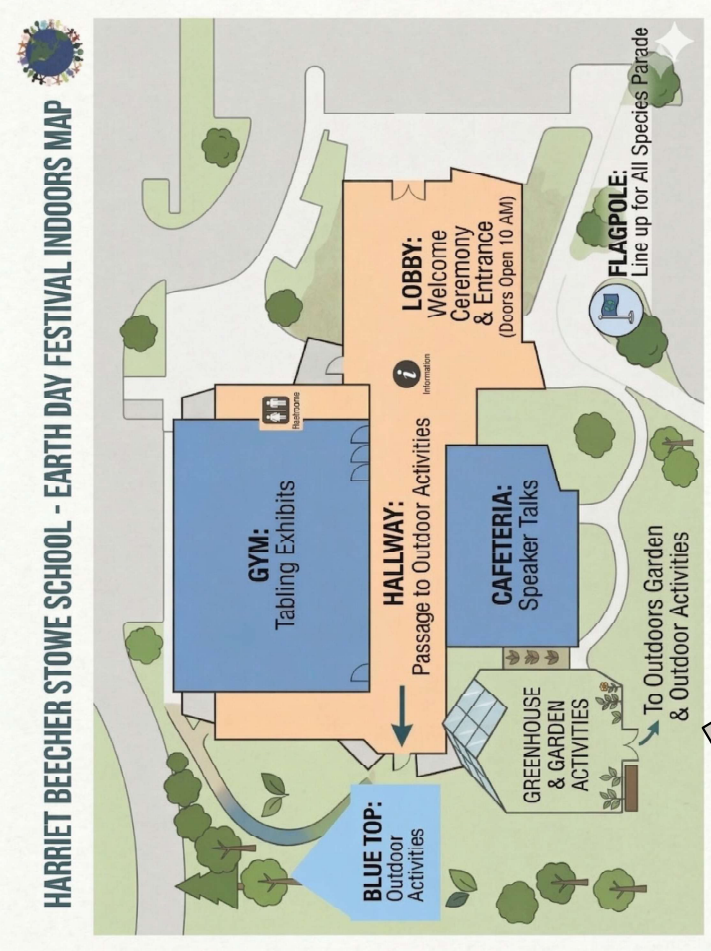 HARRIET BEECHER STOWE SCHOOL - EARTH DAY FESTIVAL INDOORS MAP
GYM:
Tabling Exhibits
Restrooms
HALLWAY:
Passage to Outdoor Activities
i
Information
LOBBY:
Welcome
Ceremony
& Entrance
(Doors Open 10 AM)
CAFETERIA:
Speaker Talks
BLUE TOP:
Outdoor
Activities
GREENHOUSE
& GARDEN
ACTIVITIES
To Outdoors Garden
& Outdoor Activities
FLAGPOLE:
Line up for All Species Parade